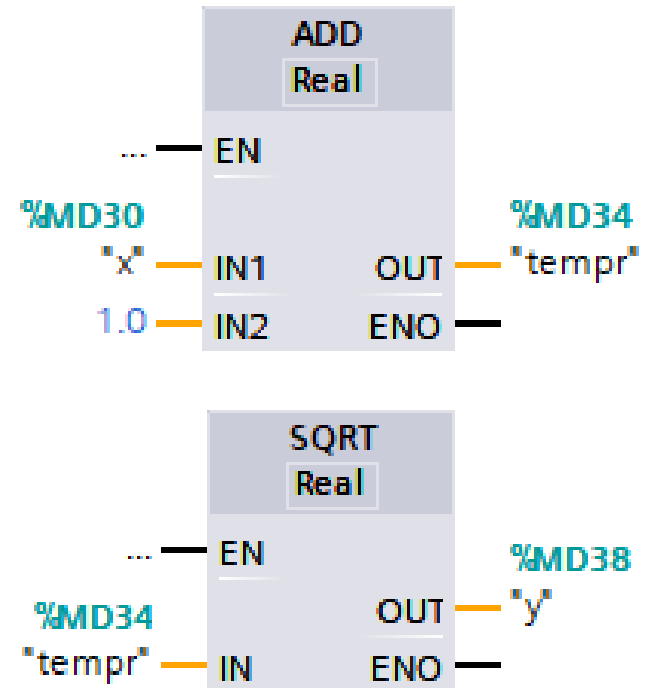 ADD
Real
... EN
%MD30 %MD34
"x" IN1 OUT "tempr"
1.0 IN2 ENO
SQRT
Real
... EN
%MD38
OUT "y"
%MD34
"tempr" IN ENO